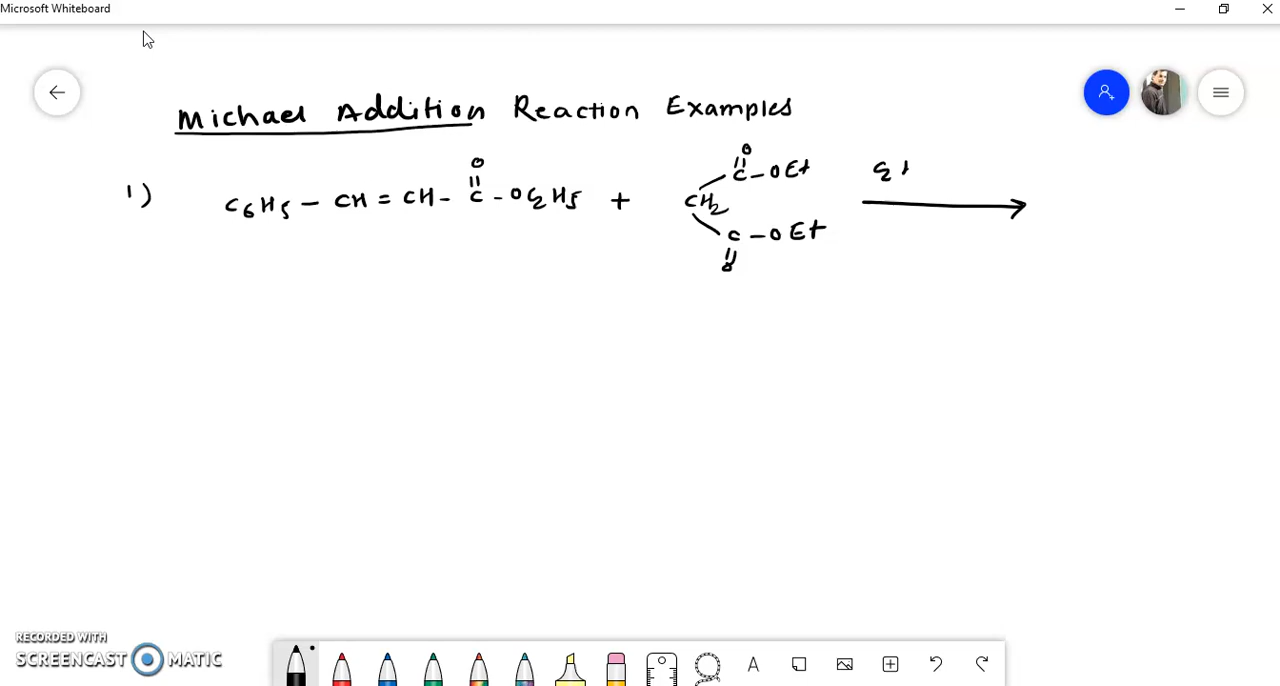 Microsoft Whiteboard
Michael Addition Reaction Examples
1) C6H5 - CH = CH - C - OC2H5 + CH2 C - OEt
O
O
C - OEt
O
RECORDED WITH
SCREENCAST MATIC
A